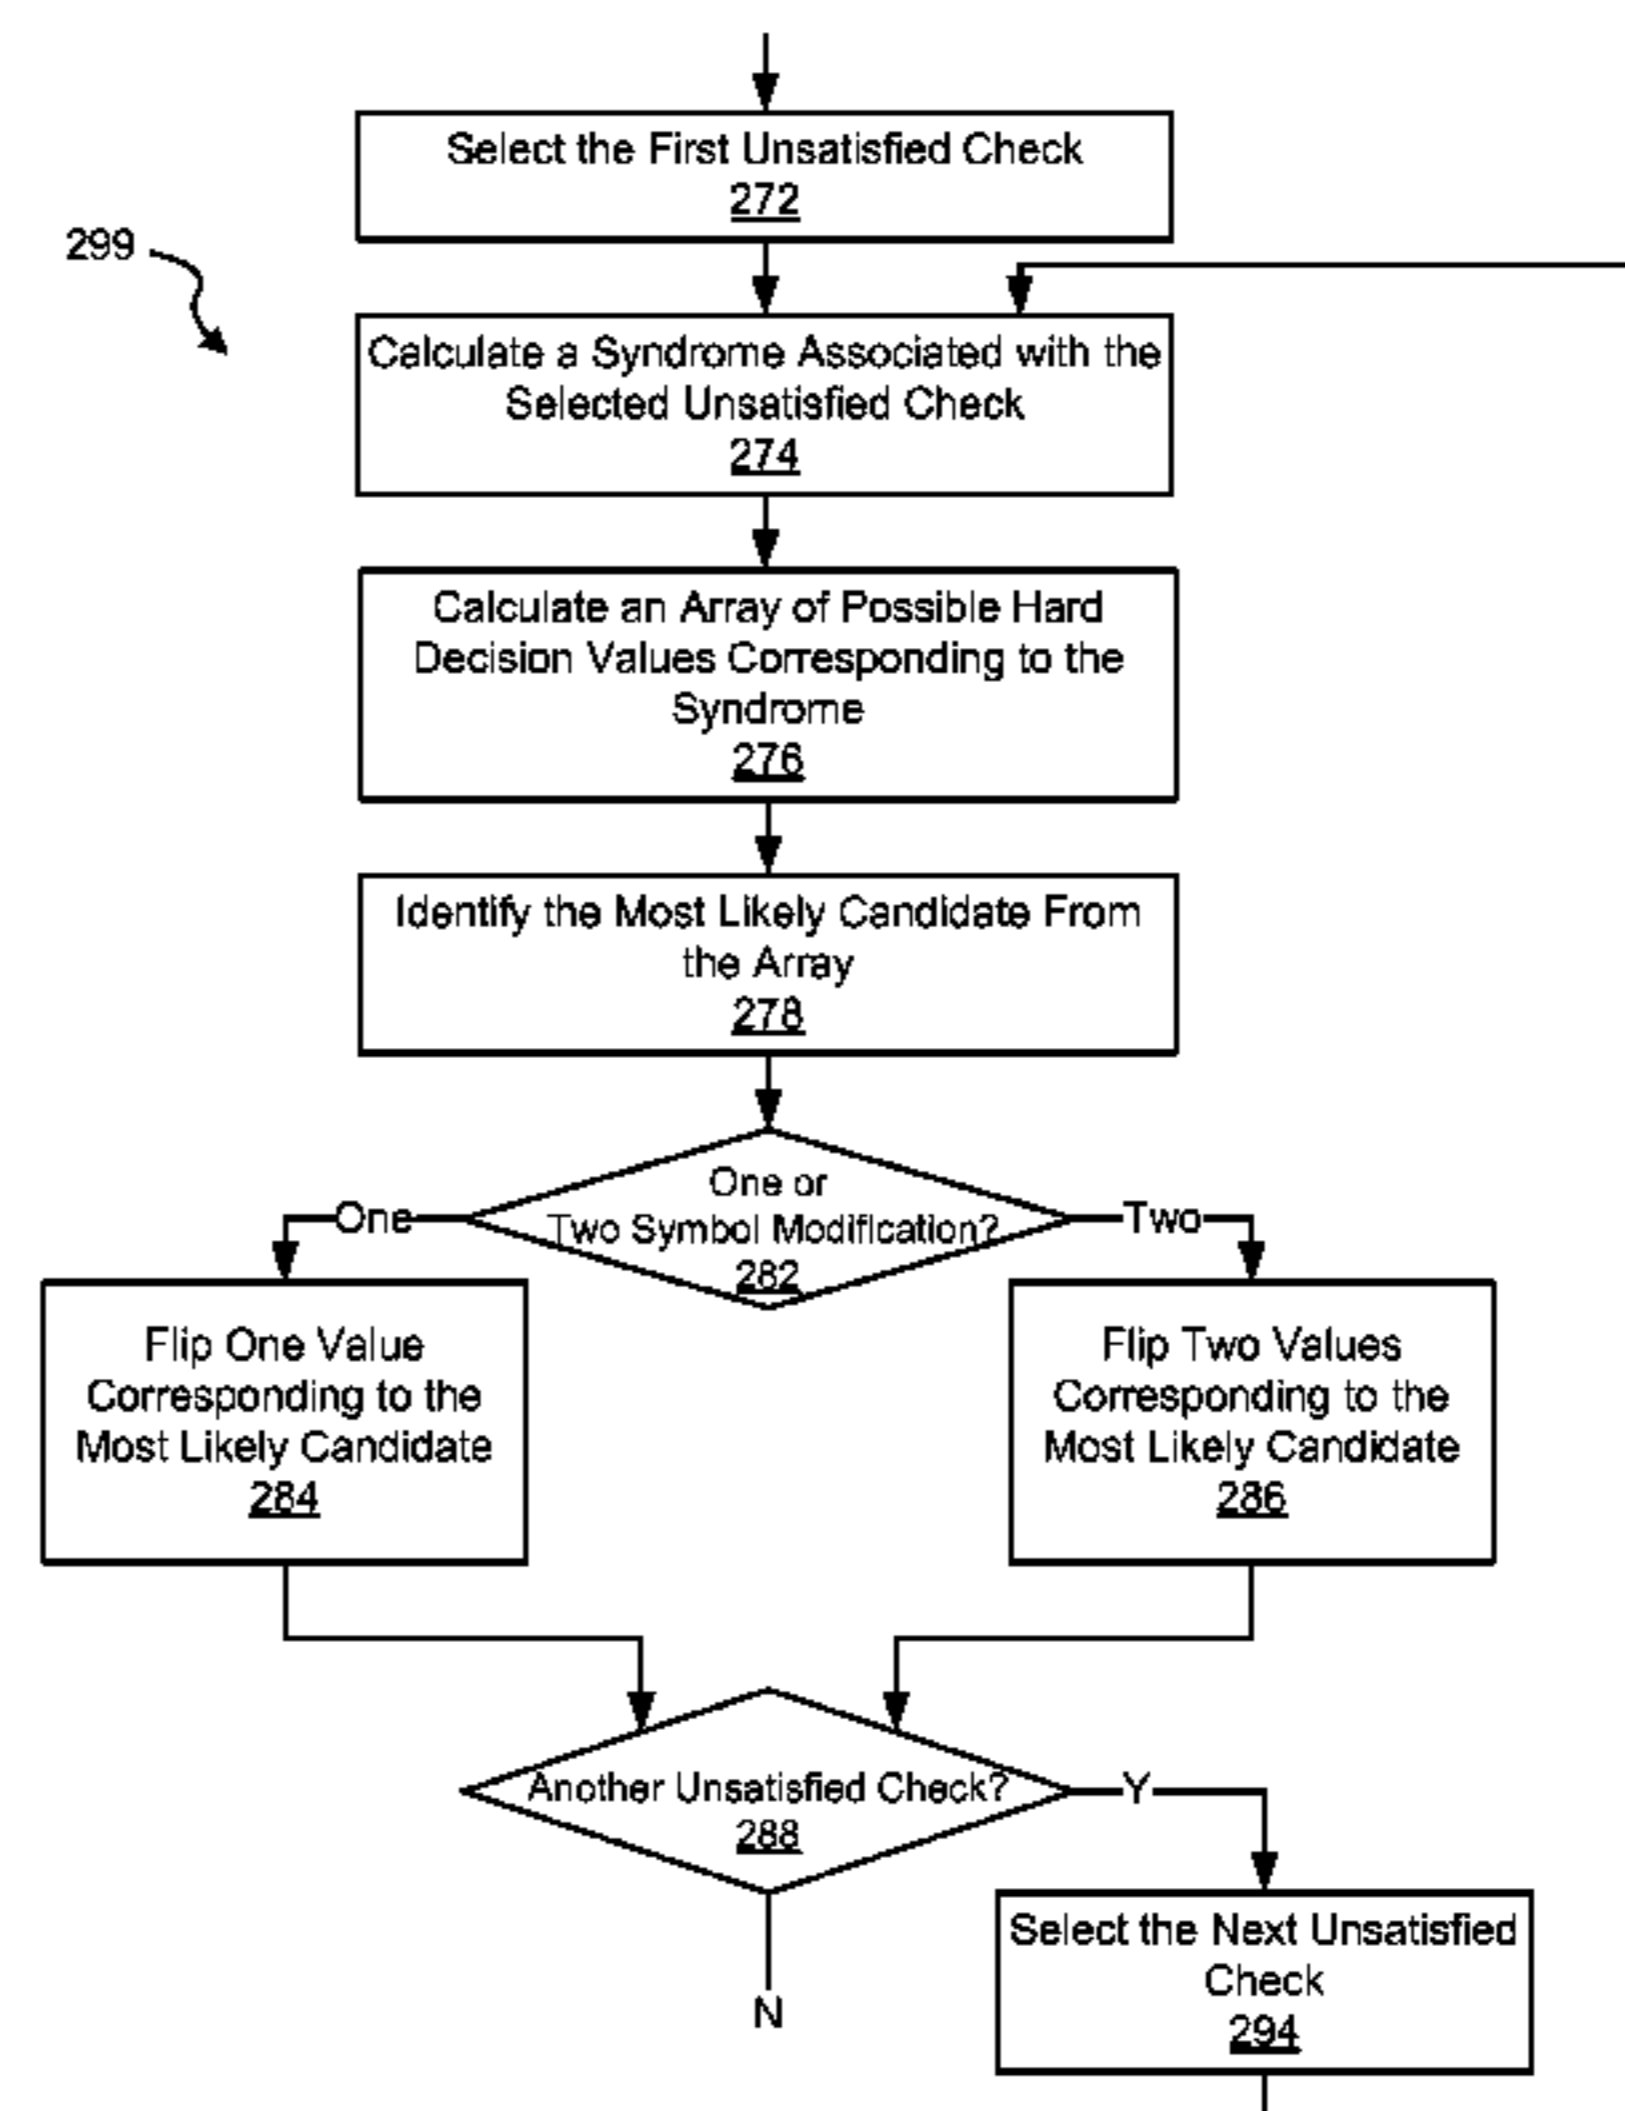 Select the First Unsatisfied Check
272
299
Calculate a Syndrome Associated with the
Selected Unsatisfied Check
274
Calculate an Array of Possible Hard
Decision Values Corresponding to the
Syndrome
276
Identify the Most Likely Candidate From
the Array
278
One or
Two Symbol Modification?
282
One
Two
Flip One Value
Corresponding to the
Most Likely Candidate
284
Flip Two Values
Corresponding to the
Most Likely Candidate
286
Another Unsatisfied Check?
288
Y
N
Select the Next Unsatisfied
Check
294